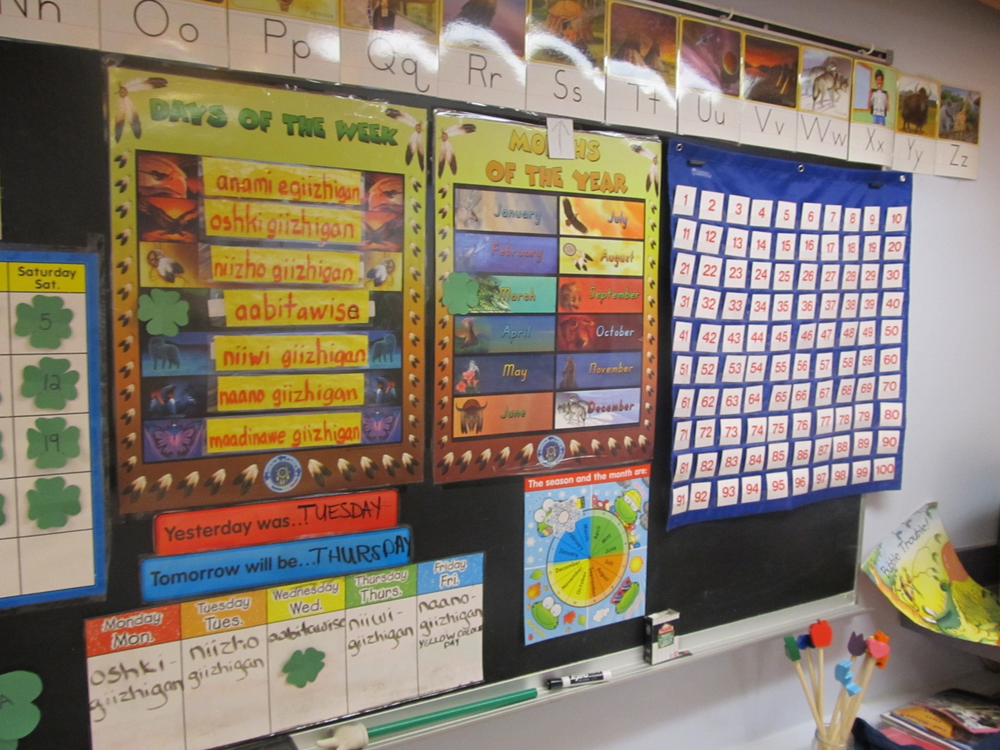 Nn Oo Pp Qq Rr Ss Tt Uu Vv Ww Xx Yy Zz
DAYS OF THE WEEK
anami egiizhigan
oshki giizhigan
niizho giizhigan
aabitawise
niiwi giizhigan
naano giizhigan
maadinawe giizhigan
OF THE YEAR
January
February
March
April
May
June
July
August
September
October
November
December
1 2 3 4 5 6 7 8 9 10
11 12 13 14 15 16 17 18 19 20
21 22 23 24 25 26 27 28 29 30
31 32 33 34 35 36 37 38 39 40
41 42 43 44 45 46 47 48 49 50
51 52 53 54 55 56 57 58 59 60
61 62 63 64 65 66 67 68 69 70
71 72 73 74 75 76 77 78 79 80
81 82 83 84 85 86 87 88 89 90
91 92 93 94 95 96 97 98 99 100
Saturday
Sat.
5
12
19
Yesterday was... TUESDAY
Tomorrow will be... THURSDAY
Monday
Mon.
oshki-
giizhigan
Tuesday
Tues.
niizho
giizhigan
Wednesday
Wed.
aabitawise
Thursday
Thurs.
niiwi-
giizhigan
Friday
Fri.
naano-
giizhigan
YELLOW COLOUR
DAY
The season and the month are:
January
March
April
May
June
July
August
October
November
December
Trouble!